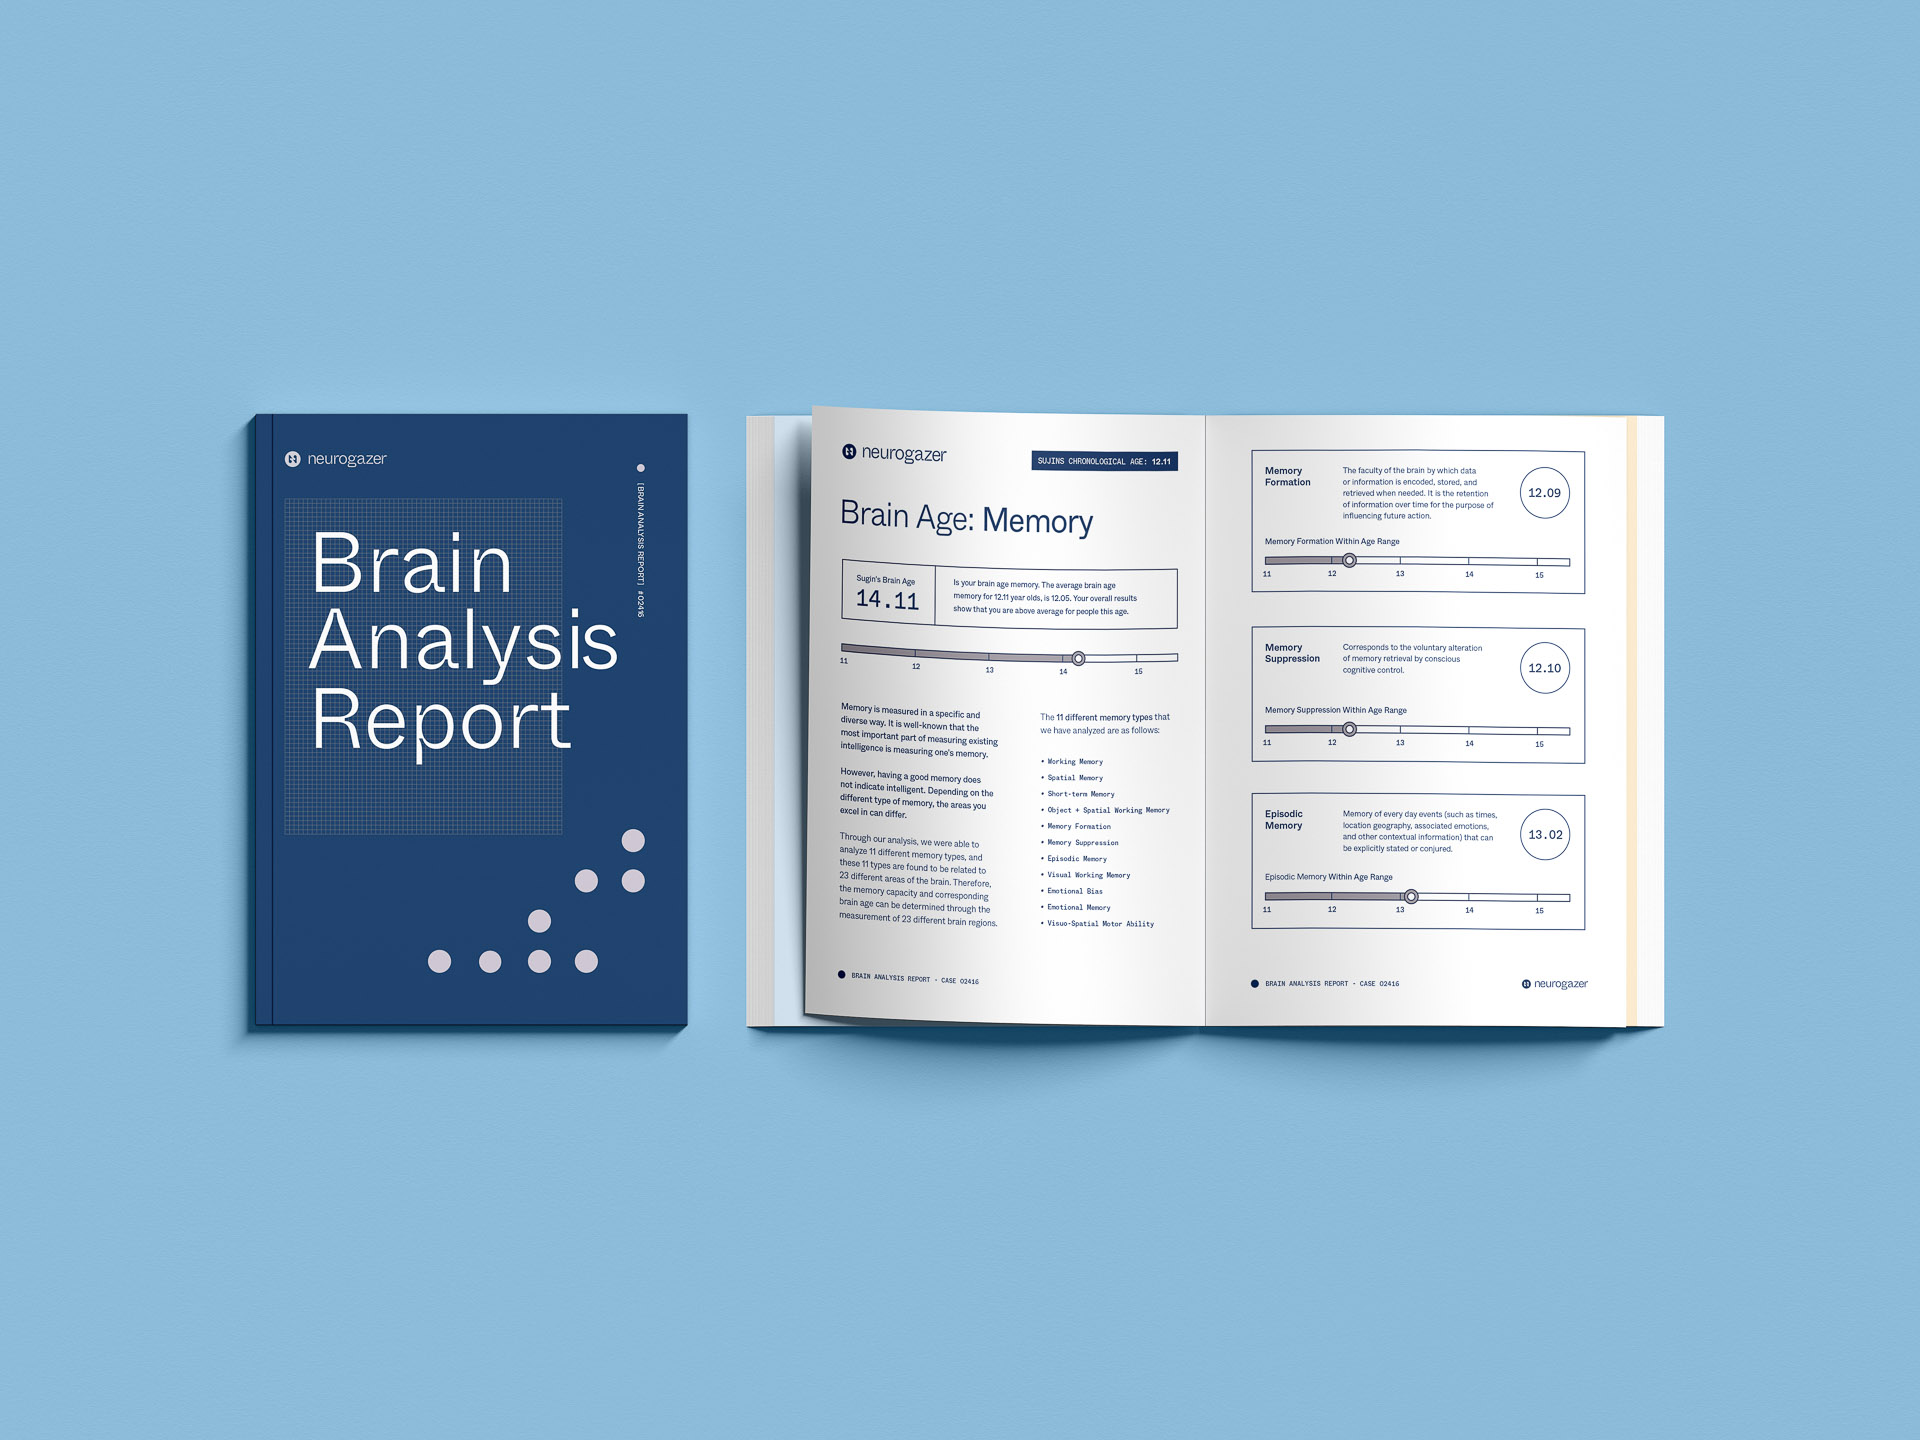 neurogazer
[ BRAIN ANALYSIS REPORT ] #02416
Brain
Analysis
Report
neurogazer
SUJINS CHRONOLOGICAL AGE: 12.11
Brain Age: Memory
Sugin's Brain Age
14.11
Is your brain age memory. The average brain age
memory for 12.11 year olds, is 12.05. Your overall results
show that you are above average for people this age.
11 12 13 14 15
Memory is measured in a specific and
diverse way. It is well-known that the
most important part of measuring existing
intelligence is measuring one's memory.
However, having a good memory does
not indicate intelligent. Depending on the
different type of memory, the areas you
excel in can differ.
Through our analysis, we were able to
analyze 11 different memory types, and
these 11 types are found to be related to
23 different areas of the brain. Therefore,
the memory capacity and corresponding
brain age can be determined through the
measurement of 23 different brain regions.
The 11 different memory types that
we have analyzed are as follows:
• Working Memory
• Spatial Memory
• Short-term Memory
• Object + Spatial Working Memory
• Memory Formation
• Memory Suppression
• Episodic Memory
• Visual Working Memory
• Emotional Bias
• Emotional Memory
• Visuo-Spatial Motor Ability
BRAIN ANALYSIS REPORT - CASE 02416
Memory
Formation
The faculty of the brain by which data
or information is encoded, stored, and
retrieved when needed. It is the retention
of information over time for the purpose of
influencing future action.
12.09
Memory Formation Within Age Range
11 12 13 14 15
Memory
Suppression
Corresponds to the voluntary alteration
of memory retrieval by conscious
cognitive control.
12.10
Memory Suppression Within Age Range
11 12 13 14 15
Episodic
Memory
Memory of every day events (such as times,
location geography, associated emotions,
and other contextual information) that can
be explicitly stated or conjured.
13.02
Episodic Memory Within Age Range
11 12 13 14 15
BRAIN ANALYSIS REPORT - CASE 02416
neurogazer